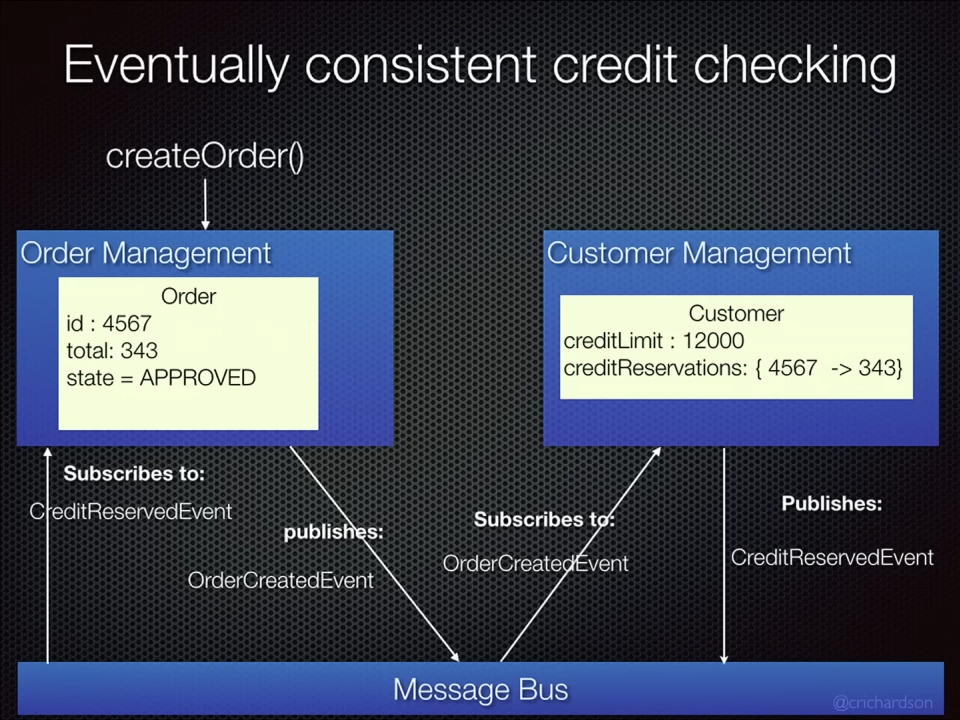 Eventually consistent credit checking
createOrder()
Order Management
Order
id : 4567
total: 343
state = APPROVED
Customer Management
Customer
creditLimit : 12000
creditReservations: { 4567 -> 343}
Subscribes to:
CreditReservedEvent
publishes:
OrderCreatedEvent
Subscribes to:
OrderCreatedEvent
Publishes:
CreditReservedEvent
Message Bus
@crichardson